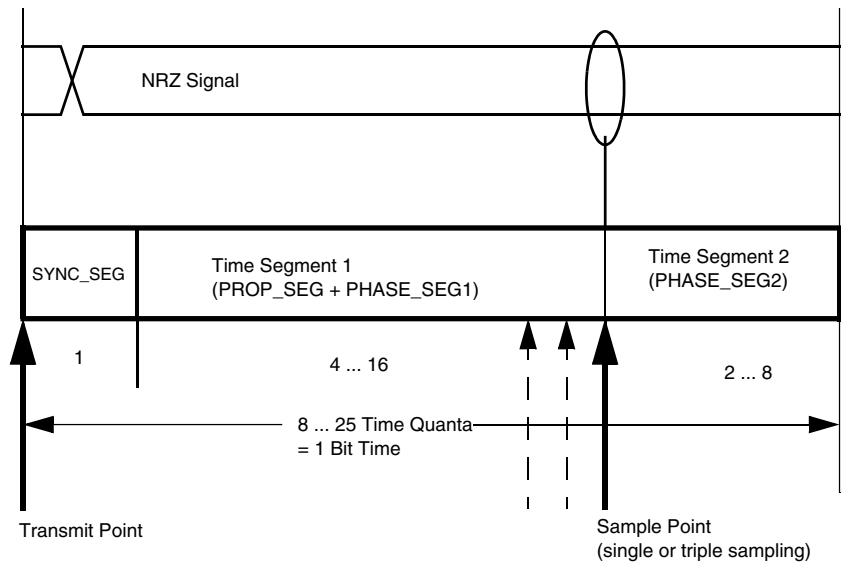 NRZ Signal
SYNC_SEG
Time Segment 1
(PROP_SEG + PHASE_SEG1)
Time Segment 2
(PHASE_SEG2)
1
4 ... 16
2 ... 8
8 ... 25 Time Quanta
= 1 Bit Time
Transmit Point
Sample Point
(single or triple sampling)